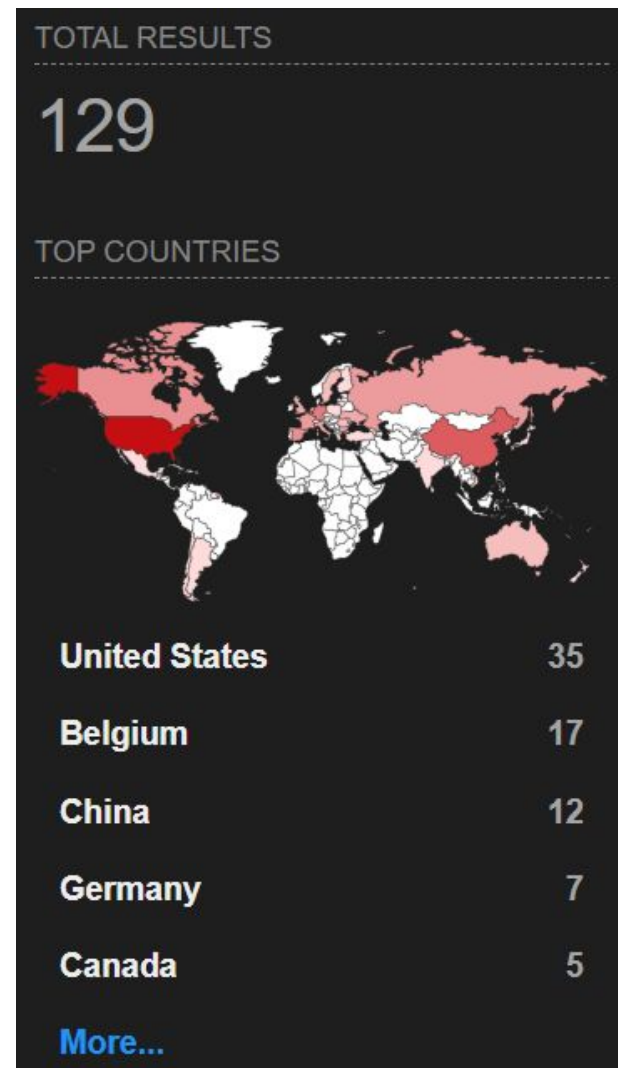 TOTAL RESULTS
129
TOP COUNTRIES
United States 35
Belgium 17
China 12
Germany 7
Canada 5
More...